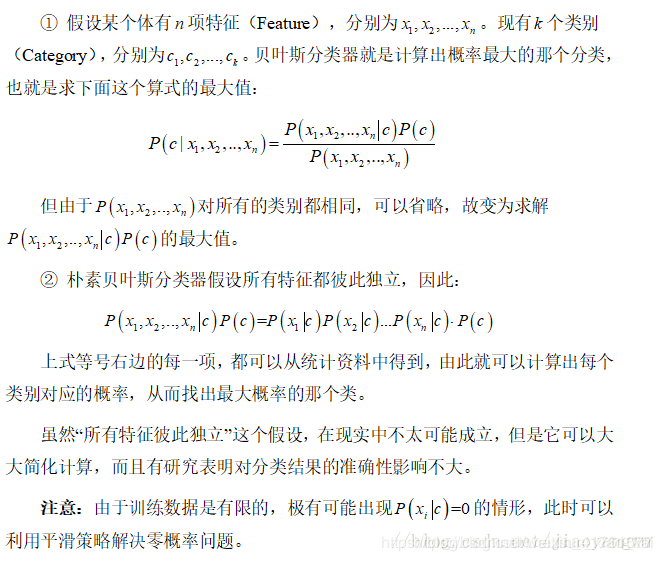 ① 假设某个体有 n 项特征（Feature），分别为 x₁,x₂,...,xₙ。现有 k 个类别
（Category），分别为 c₁,c₂,...,cₖ。贝叶斯分类器就是计算出概率最大的那个分类，
也就是求下面这个算式的最大值：
P(c|x₁,x₂,..,xₙ)=P(x₁,x₂,..,xₙ|c)P(c)/P(x₁,x₂,..,xₙ)
但由于 P(x₁,x₂,..,xₙ) 对所有的类别都相同，可以省略，故变为求解
P(x₁,x₂,..,xₙ|c)P(c) 的最大值。
② 朴素贝叶斯分类器假设所有特征都彼此独立，因此：
P(x₁,x₂,..,xₙ|c)P(c)=P(x₁|c)P(x₂|c)...P(xₙ|c)·P(c)
上式等号右边的每一项，都可以从统计资料中得到，由此就可以计算出每个
类别对应的概率，从而找出最大概率的那个类。
虽然“所有特征彼此独立”这个假设，在现实中不太可能成立，但是它可以大
大简化计算，而且有研究表明对分类结果的准确性影响不大。
注意：由于训练数据是有限的，极有可能出现 P(xᵢ|c)=0 的情形，此时可以
利用平滑策略解决零概率问题。